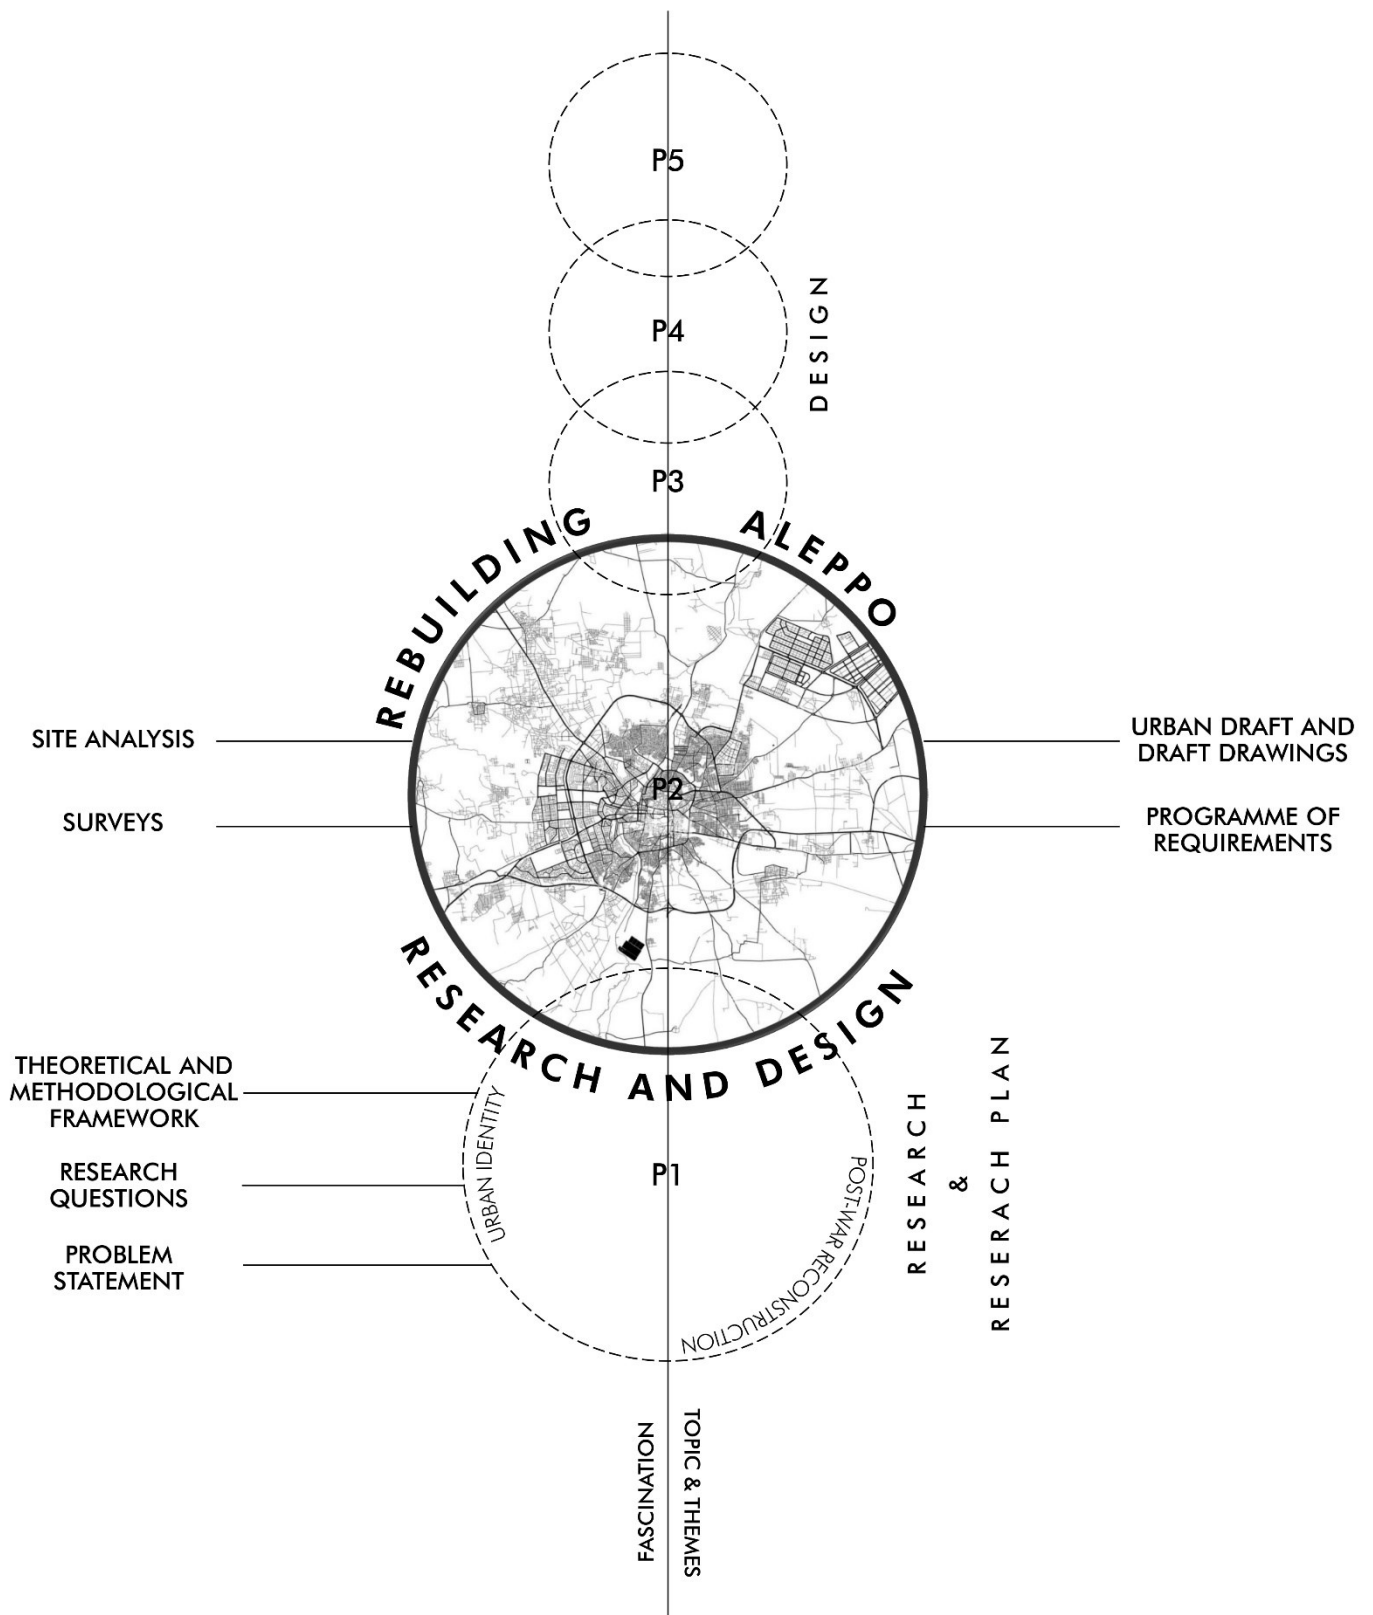 P5
P4
DESIGN
P3
REBUILDING ALEPPO
SITE ANALYSIS
SURVEYS
P2
URBAN DRAFT AND
DRAFT DRAWINGS
PROGRAMME OF
REQUIREMENTS
RESEARCH AND DESIGN
THEORETICAL AND
METHODOLOGICAL
FRAMEWORK
RESEARCH
QUESTIONS
PROBLEM
STATEMENT
URBAN IDENTITY
P1
POST-WAR RECONSTRUCTION
RESEARCH
&
RESERACH PLAN
FASCINATION
TOPIC & THEMES